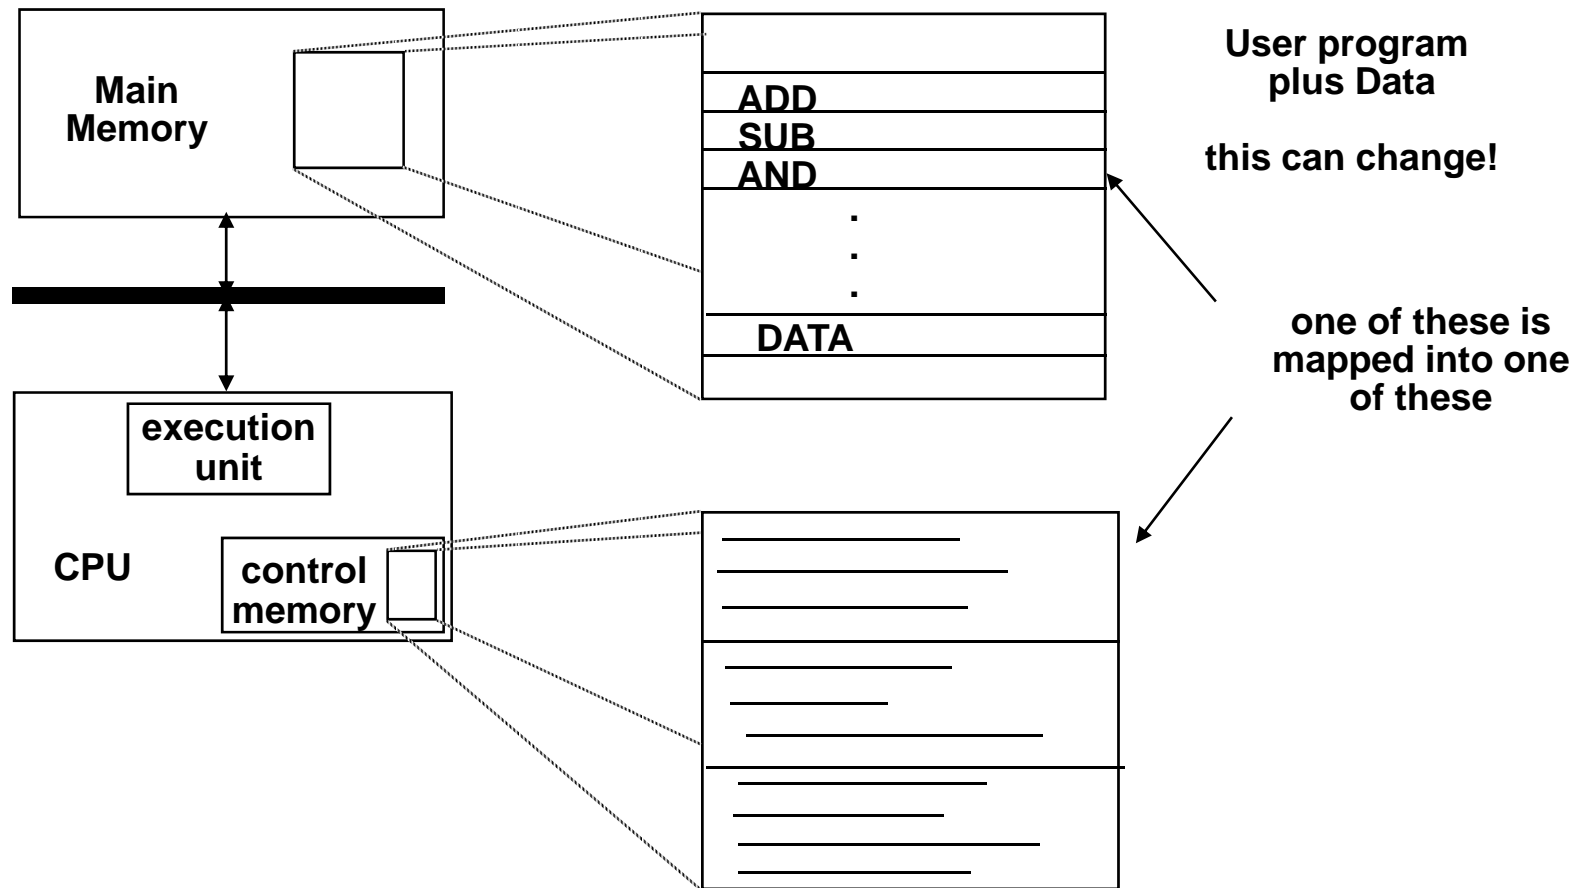 Main
Memory
ADD
SUB
AND
.
.
.
DATA
User program
plus Data
this can change!
one of these is
mapped into one
of these
execution
unit
CPU
control
memory